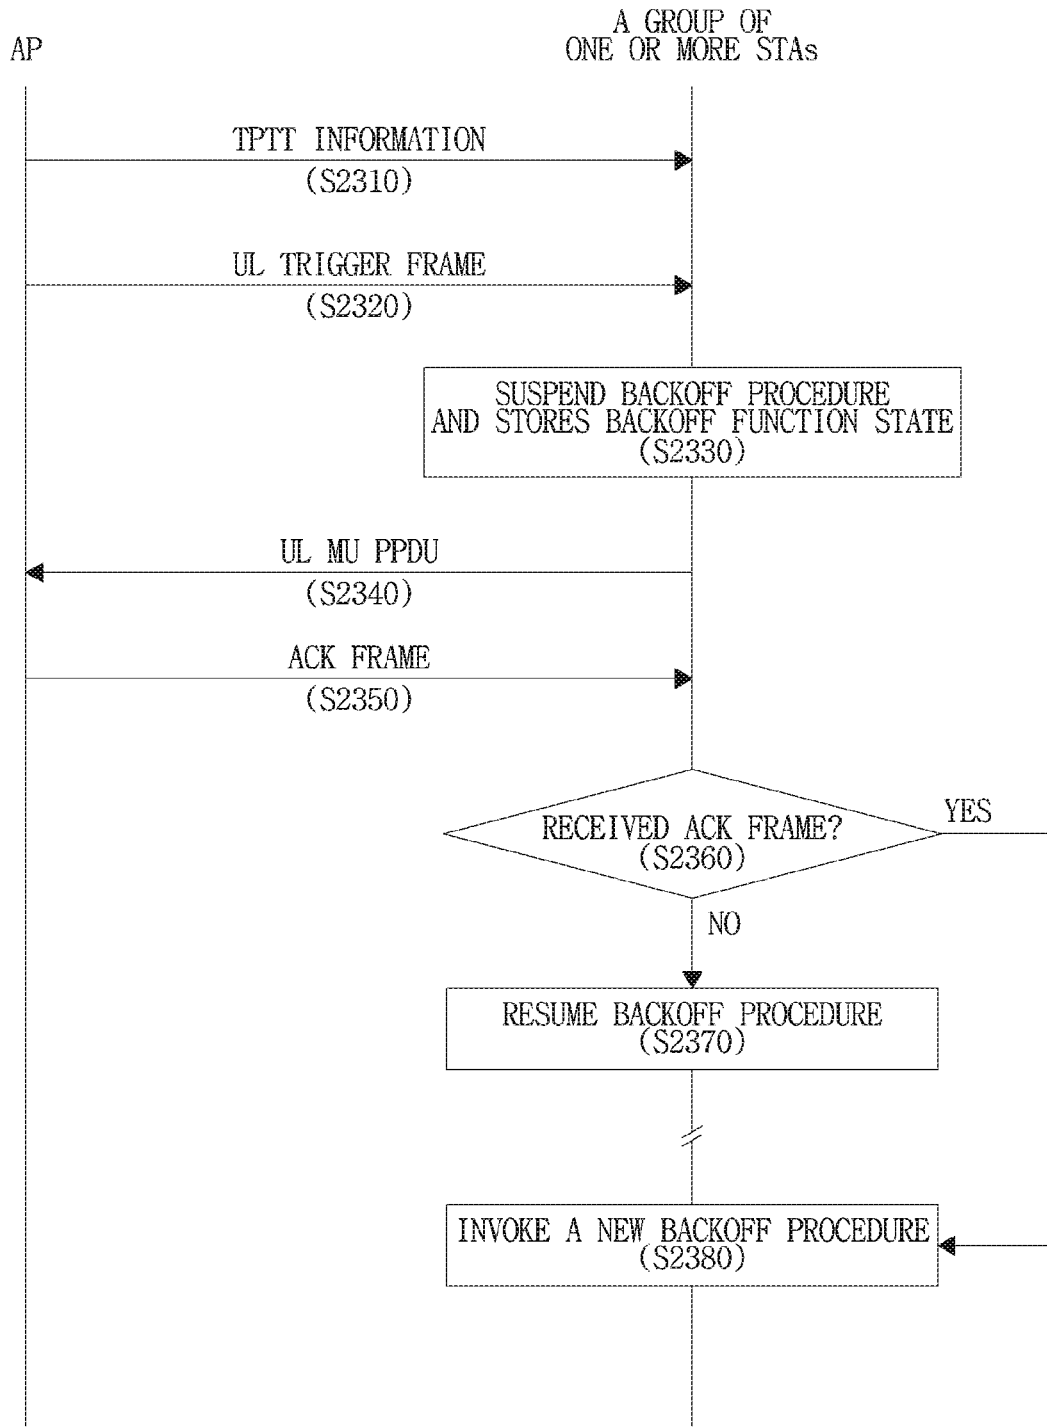 A GROUP OF
ONE OR MORE STAs
AP
TPTT INFORMATION
(S2310)
UL TRIGGER FRAME
(S2320)
SUSPEND BACKOFF PROCEDURE
AND STORES BACKOFF FUNCTION STATE
(S2330)
UL MU PPDU
(S2340)
ACK FRAME
(S2350)
RECEIVED ACK FRAME?
(S2360)
YES
NO
RESUME BACKOFF PROCEDURE
(S2370)
INVOKE A NEW BACKOFF PROCEDURE
(S2380)